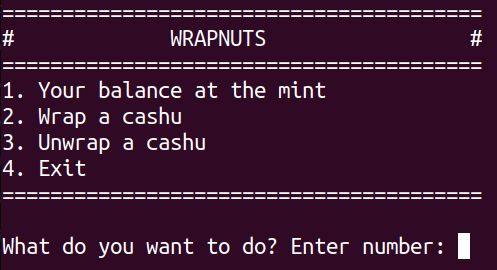 ========================================
#             WRAPNUTS                 #
========================================
1. Your balance at the mint
2. Wrap a cashu
3. Unwrap a cashu
4. Exit
========================================
What do you want to do? Enter number: